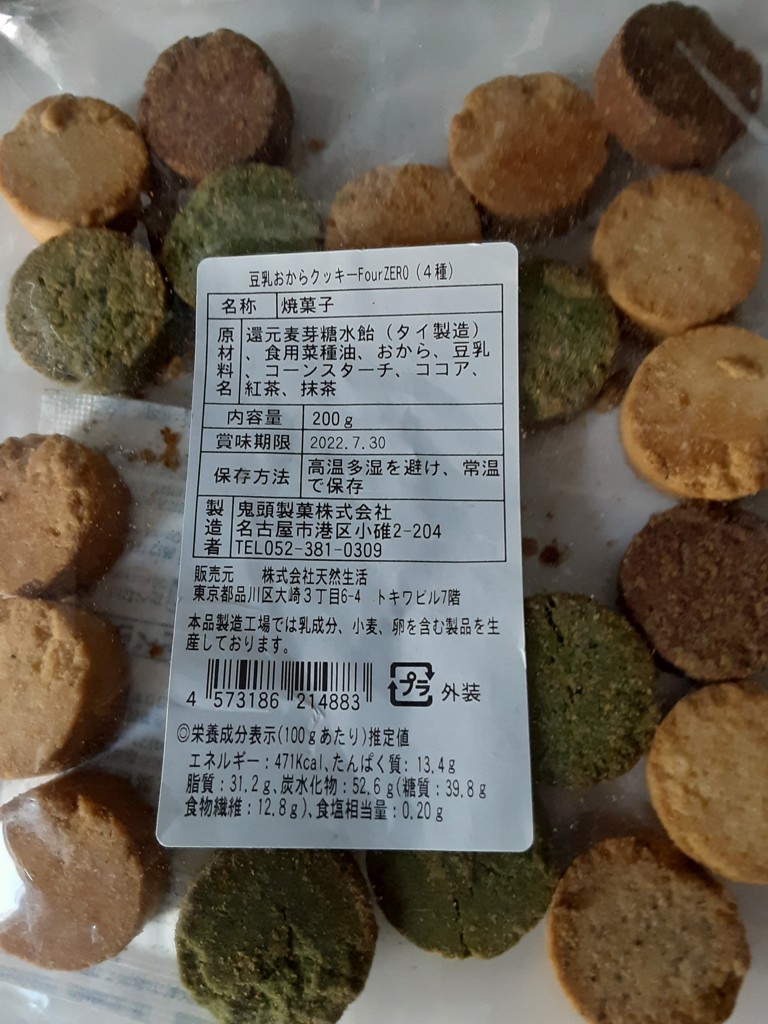 豆乳おからクッキーFourZERO(4種)
名称 焼菓子
原材料名 還元麦芽糖水飴(タイ製造)
、食用菜種油、おから、豆乳
、コーンスターチ、ココア、
紅茶、抹茶
内容量 200g
賞味期限 2022.7.30
保存方法 高温多湿を避け、常温
で保存
製造者 鬼頭製菓株式会社
名古屋市港区小碓2-204
TEL052-381-0309
販売元 株式会社天然生活
東京都品川区大崎3丁目6-4 トキワビル7階
本品製造工場では乳成分、小麦、卵を含む製品を生
産しております。
4 573186 214883
プラ 外装
◎栄養成分表示(100gあたり)推定値
エネルギー:471Kcal、たんぱく質:13.4g
脂質:31.2g、炭水化物:52.6g(糖質:39.8g
食物繊維:12.8g)、食塩相当量:0.20g